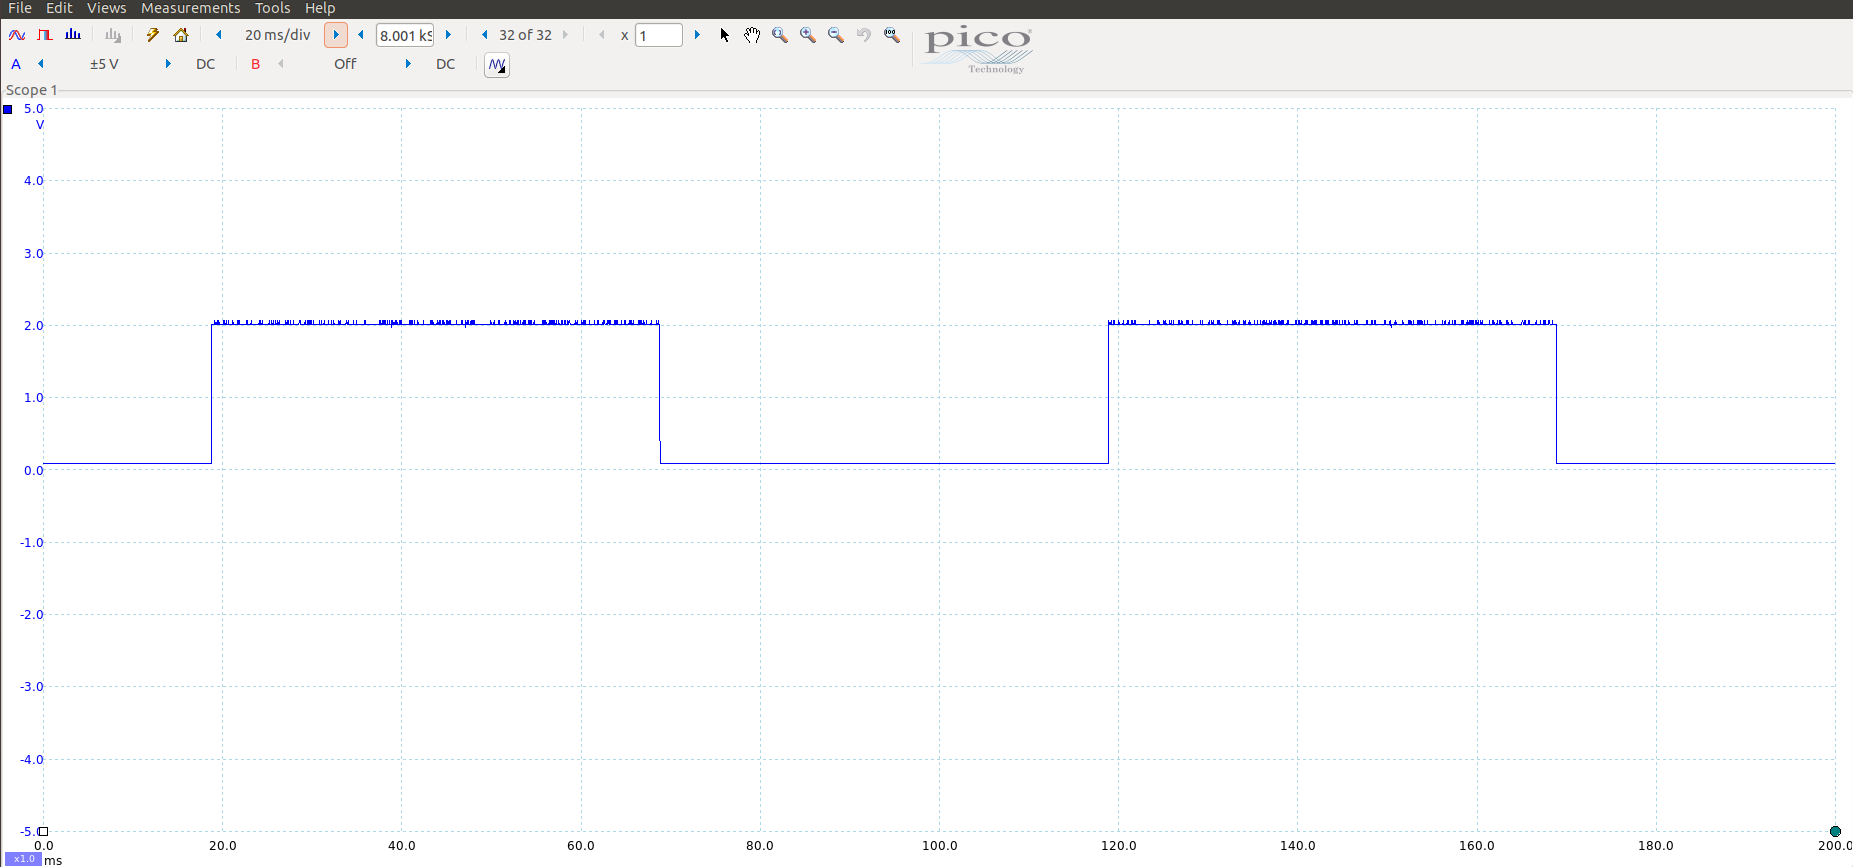 File Edit Views Measurements Tools Help
20 ms/div 8.001 kS 32 of 32 x 1
pico
Technology
A ±5 V DC B Off DC
Scope 1
5.0
V
4.0
3.0
2.0
1.0
0.0
-1.0
-2.0
-3.0
-4.0
-5.0
0.0 20.0 40.0 60.0 80.0 100.0 120.0 140.0 160.0 180.0 200.0
x1.0 ms